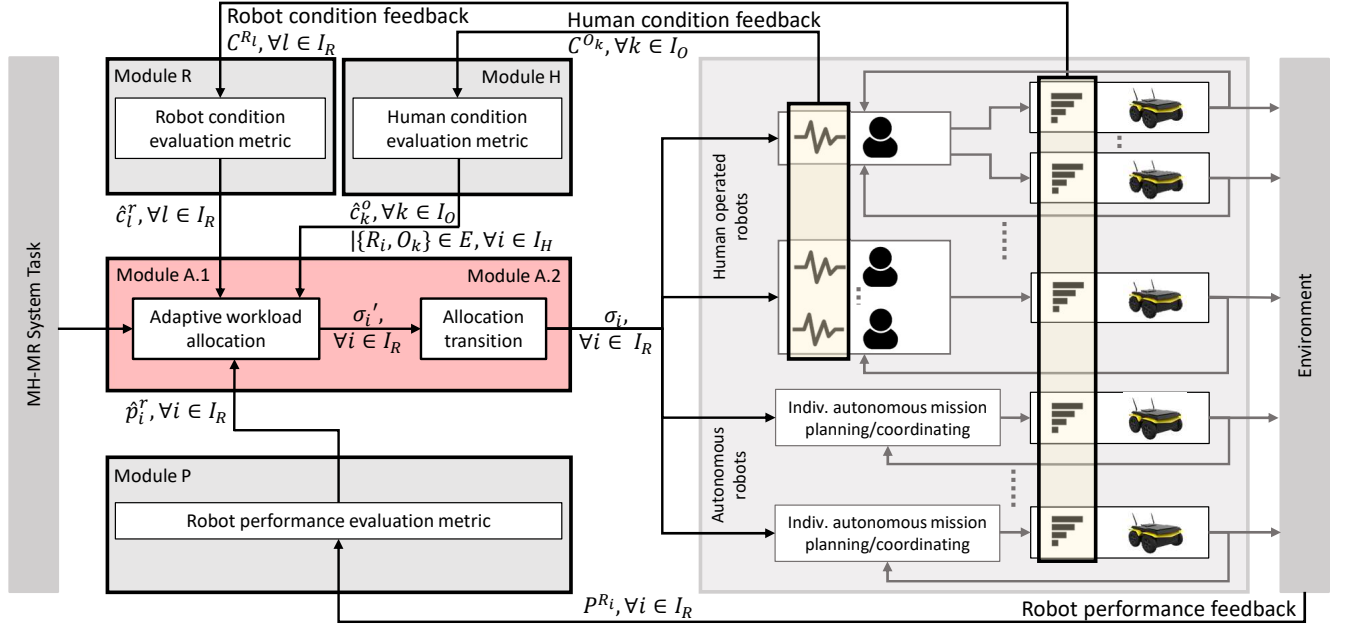 Robot condition feedback
C^{R_l}, ∀l ∈ I_R
Human condition feedback
C^{O_k}, ∀k ∈ I_O
MH-MR System Task
Module R
Robot condition
evaluation metric
Module H
Human condition
evaluation metric
ĉ_l^r, ∀l ∈ I_R
ĉ_k^o, ∀k ∈ I_O
|{R_i, O_k} ∈ E, ∀i ∈ I_H
Module A.1
Module A.2
Adaptive workload
allocation
σ_i′,
∀i ∈ I_R
Allocation
transition
σ_i,
∀i ∈ I_R
p̂_i^r, ∀i ∈ I_R
Module P
Robot performance evaluation metric
Human operated
robots
Autonomous
robots
Indiv. autonomous mission
planning/coordinating
Indiv. autonomous mission
planning/coordinating
Environment
P^{R_i}, ∀i ∈ I_R
Robot performance feedback